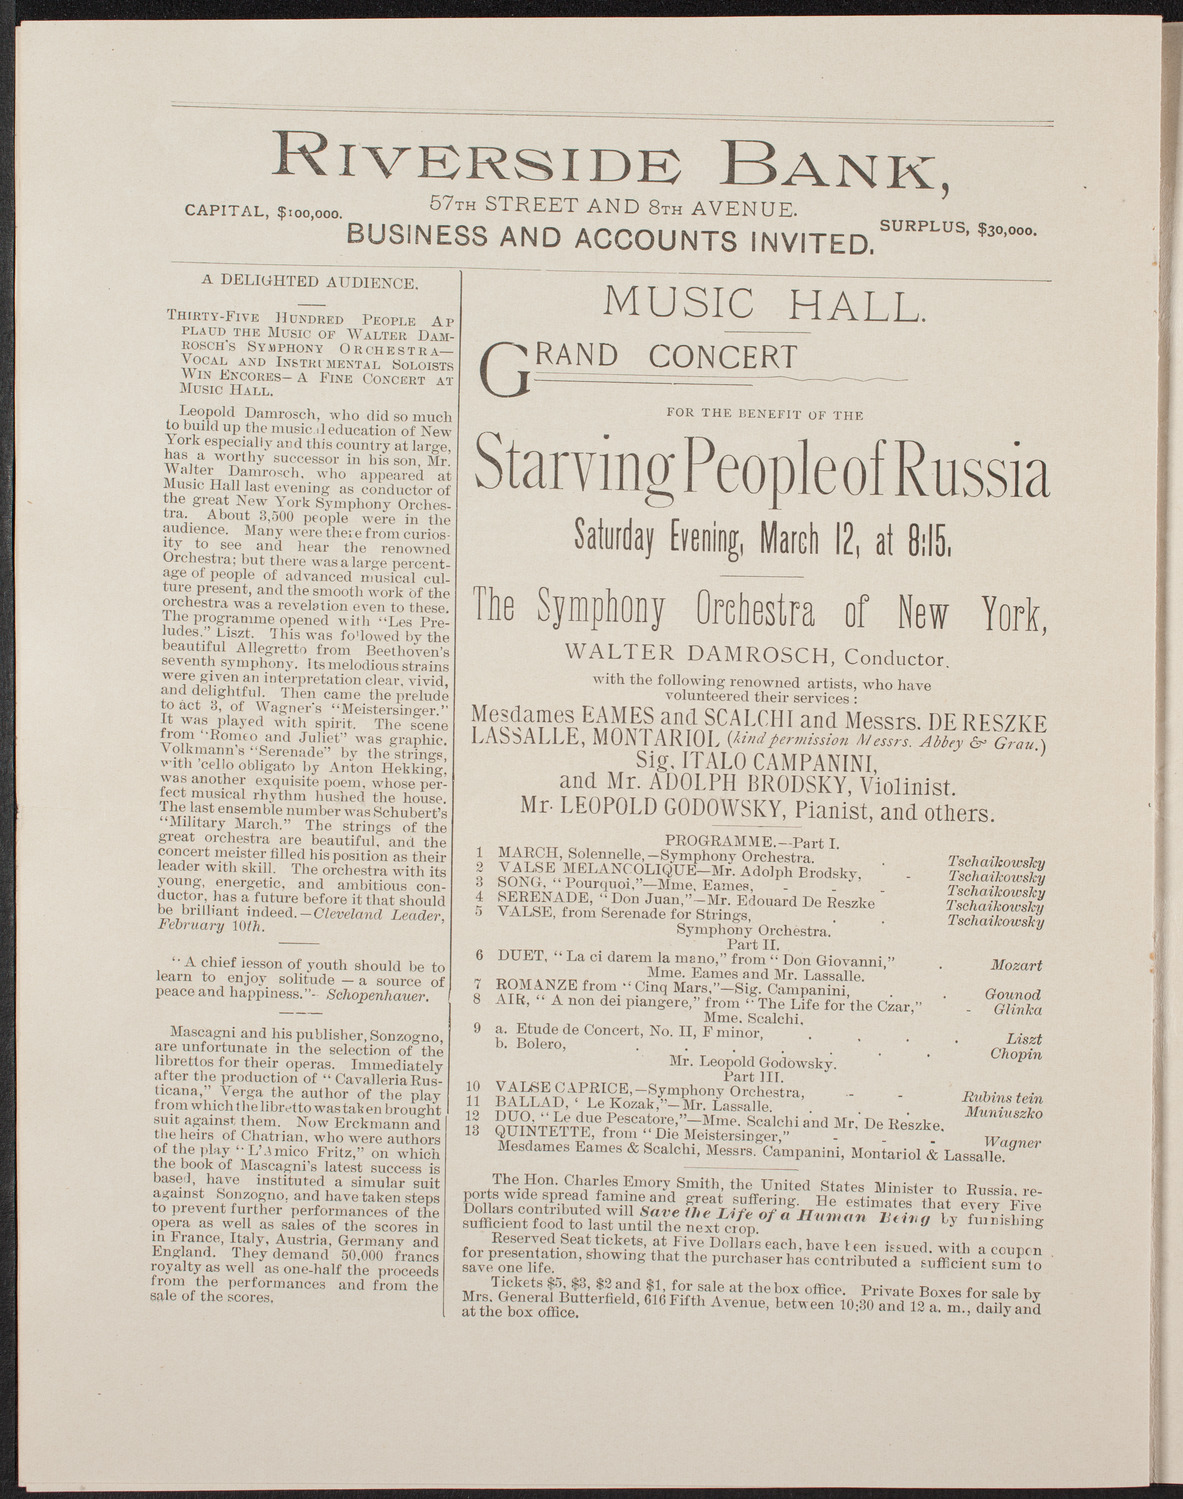 RIVERSIDE BANK,
57TH STREET AND 8TH AVENUE.
CAPITAL, $100,000.
SURPLUS, $30,000.
BUSINESS AND ACCOUNTS INVITED.
A DELIGHTED AUDIENCE.
THIRTY-FIVE HUNDRED PEOPLE AP
PLAUD THE MUSIC OF WALTER DAM-
ROSCH'S SYMPHONY ORCHESTRA—
VOCAL AND INSTRUMENTAL SOLOISTS
WIN ENCORES—A FINE CONCERT AT
MUSIC HALL.
Leopold Damrosch, who did so much
to build up the musical education of New
York especially and this country at large,
has a worthy successor in his son, Mr.
Walter Damrosch, who appeared at
Music Hall last evening as conductor of
the great New York Symphony Orches-
tra. About 3,500 people were in the
audience. Many were there from curios-
ity to see and hear the renowned
Orchestra; but there was a large percent-
age of people of advanced musical cul-
ture present, and the smooth work of the
orchestra was a revelation even to these.
The programme opened with "Les Pre-
ludes," Liszt. This was followed by the
beautiful Allegretto from Beethoven's
seventh symphony. Its melodious strains
were given an interpretation clear, vivid,
and delightful. Then came the prelude
to act 3, of Wagner's "Meistersinger."
It was played with spirit. The scene
from "Romeo and Juliet" was graphic.
Volkmann's "Serenade" by the strings,
with 'cello obligato by Anton Hekking,
was another exquisite poem, whose per-
fect musical rhythm hushed the house.
The last ensemble number was Schubert's
"Military March." The strings of the
great orchestra are beautiful, and the
concert meister filled his position as their
leader with skill. The orchestra with its
young, energetic, and ambitious con-
ductor, has a future before it that should
be brilliant indeed.—Cleveland Leader,
February 10th.
"A chief lesson of youth should be to
learn to enjoy solitude — a source of
peace and happiness."- Schopenhauer.
Mascagni and his publisher, Sonzogno,
are unfortunate in the selection of the
librettos for their operas. Immediately
after the production of "Cavalleria Rus-
ticana," Verga the author of the play
from which the libretto was taken brought
suit against them. Now Erckmann and
the heirs of Chatrian, who were authors
of the play "L'Amico Fritz," on which
the book of Mascagni's latest success is
based, have instituted a simular suit
against Sonzogno, and have taken steps
to prevent further performances of the
opera as well as sales of the scores in
in France, Italy, Austria, Germany and
England. They demand 50,000 francs
royalty as well as one-half the proceeds
from the performances and from the
sale of the scores.
MUSIC HALL.
GRAND CONCERT
FOR THE BENEFIT OF THE
Starving People of Russia
Saturday Evening, March 12, at 8:15.
The Symphony Orchestra of New York,
WALTER DAMROSCH, Conductor.
with the following renowned artists, who have
volunteered their services:
Mesdames EAMES and SCALCHI and Messrs. DE RESZKE
LASSALLE, MONTARIOL (kind permission Messrs. Abbey & Grau.)
Sig. ITALO CAMPANINI,
and Mr. ADOLPH BRODSKY, Violinist.
Mr. LEOPOLD GODOWSKY, Pianist, and others.
PROGRAMME.--Part I.
1 MARCH, Solennelle,—Symphony Orchestra. . Tschaikowsky
2 VALSE MELANCOLIQUE—Mr. Adolph Brodsky, - Tschaikowsky
3 SONG, "Pourquoi,"—Mme. Eames, - - - Tschaikowsky
4 SERENADE, "Don Juan,"—Mr. Edouard De Reszke Tschaikowsky
5 VALSE, from Serenade for Strings, . . Tschaikowsky
Symphony Orchestra.
Part II.
6 DUET, "La ci darem la mano," from "Don Giovanni," . Mozart
Mme. Eames and Mr. Lassalle.
7 ROMANZE from "Cinq Mars,"—Sig. Campanini, . . Gounod
8 AIR, "A non dei piangere," from "The Life for the Czar," - Glinka
Mme. Scalchi.
9 a. Etude de Concert, No. II, F minor, . . . . Liszt
b. Bolero, . . . . . . . Chopin
Mr. Leopold Godowsky.
Part III.
10 VALSE CAPRICE,—Symphony Orchestra, - - Rubinstein
11 BALLAD, ' Le Kozak,"—Mr. Lassalle. . . . Muniuszko
12 DUO, "Le due Pescatore,"—Mme. Scalchi and Mr. De Reszke.
13 QUINTETTE, from "Die Meistersinger," - - - Wagner
Mesdames Eames & Scalchi, Messrs. Campanini, Montariol & Lassalle.
The Hon. Charles Emory Smith, the United States Minister to Russia, re-
ports wide spread famine and great suffering. He estimates that every Five
Dollars contributed will Save the Life of a Human Being by furnishing
sufficient food to last until the next crop.
Reserved Seat tickets, at Five Dollars each, have been issued, with a coupon
for presentation, showing that the purchaser has contributed a sufficient sum to
save one life.
Tickets $5, $3, $2 and $1, for sale at the box office. Private Boxes for sale by
Mrs. General Butterfield, 616 Fifth Avenue, between 10:30 and 12 a. m., daily and
at the box office.